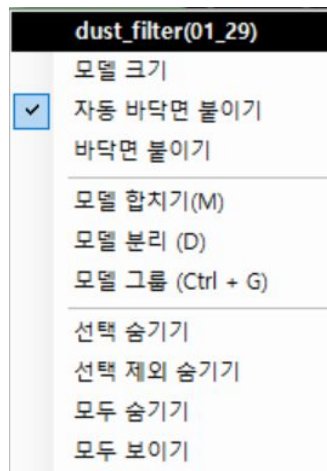 dust_filter(01_29)
모델 크기
자동 바닥면 붙이기
바닥면 붙이기
모델 합치기(M)
모델 분리 (D)
모델 그룹 (Ctrl + G)
선택 숨기기
선택 제외 숨기기
모두 숨기기
모두 보이기